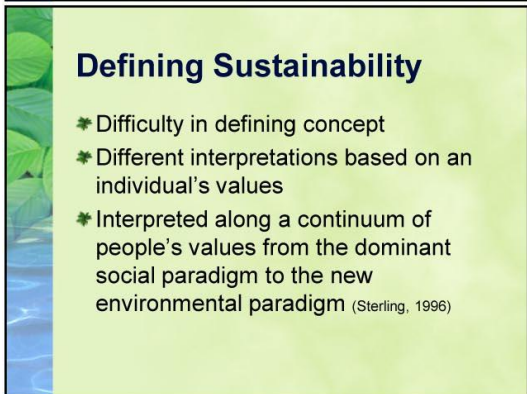 Defining Sustainability
Difficulty in defining concept
Different interpretations based on an
individual's values
Interpreted along a continuum of
people's values from the dominant
social paradigm to the new
environmental paradigm (Sterling, 1996)